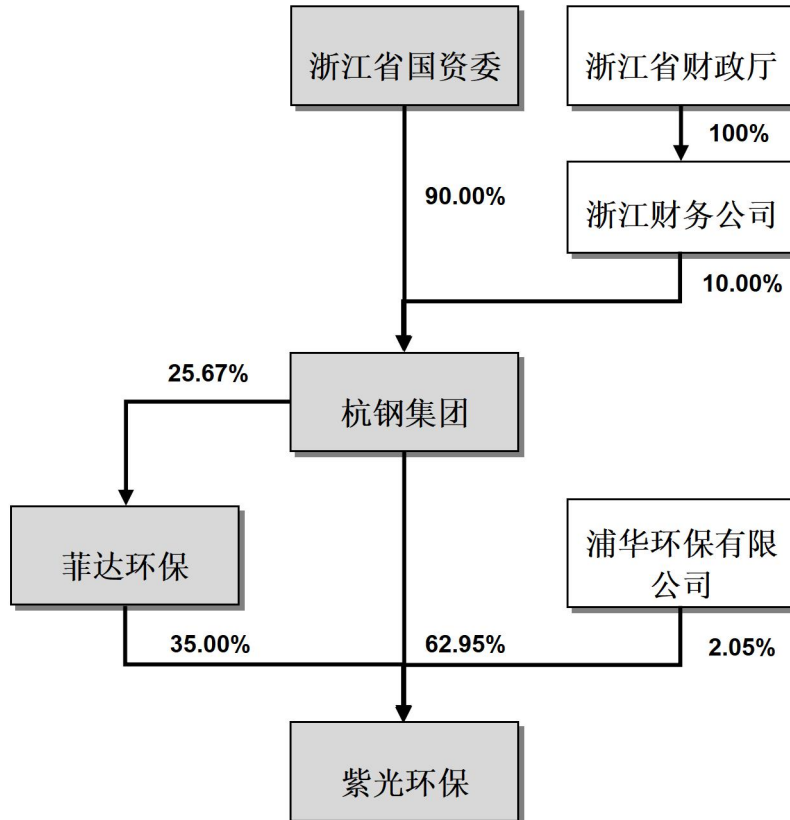 浙江省国资委
浙江省财政厅
100%
90.00%
浙江财务公司
10.00%
25.67%
杭钢集团
菲达环保
浦华环保有限
公司
35.00%
62.95%
2.05%
紫光环保